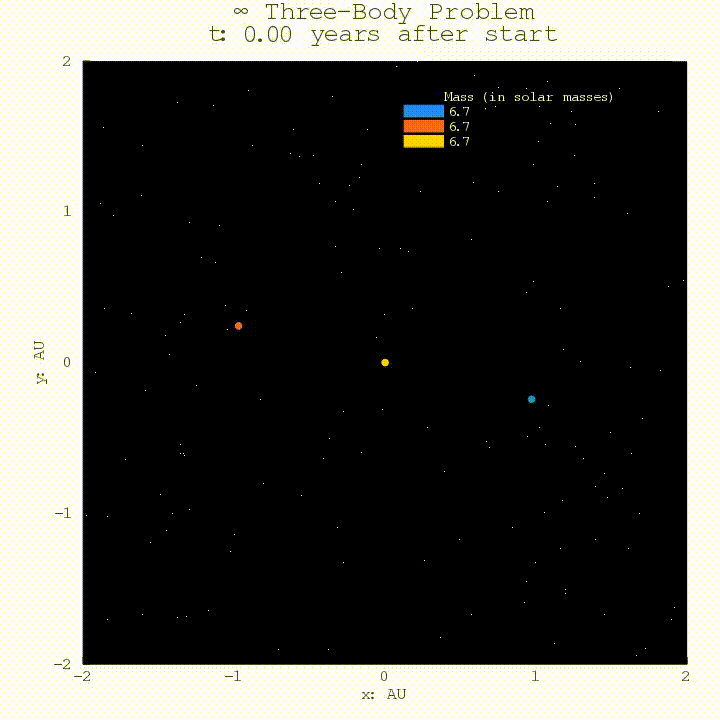 ∞ Three-Body Problem
t: 0.00 years after start
Mass (in solar masses)
6.7
6.7
6.7
2
1
0
-1
-2
y: AU
-2 -1 0 1 2
x: AU